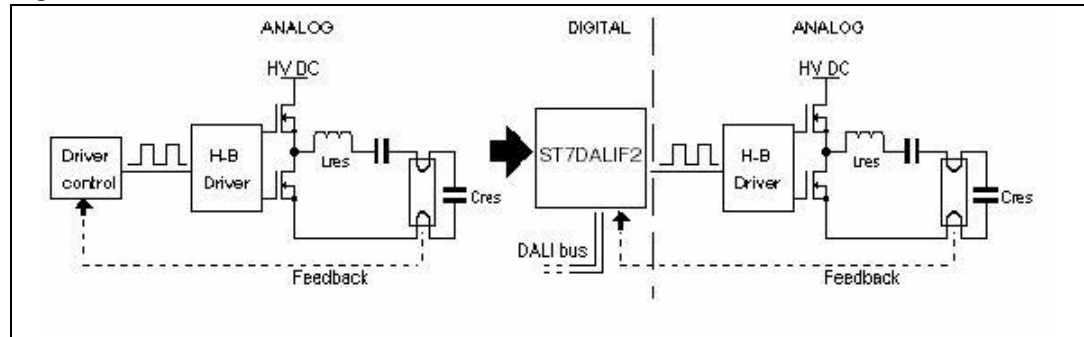 ANALOG
HV DC
Driver
control
H-B
Driver
Lres
Cres
Feedback
DIGITAL
ST7DALIF2
DALI bus
ANALOG
HV DC
H-B
Driver
Lres
Cres
Feedback